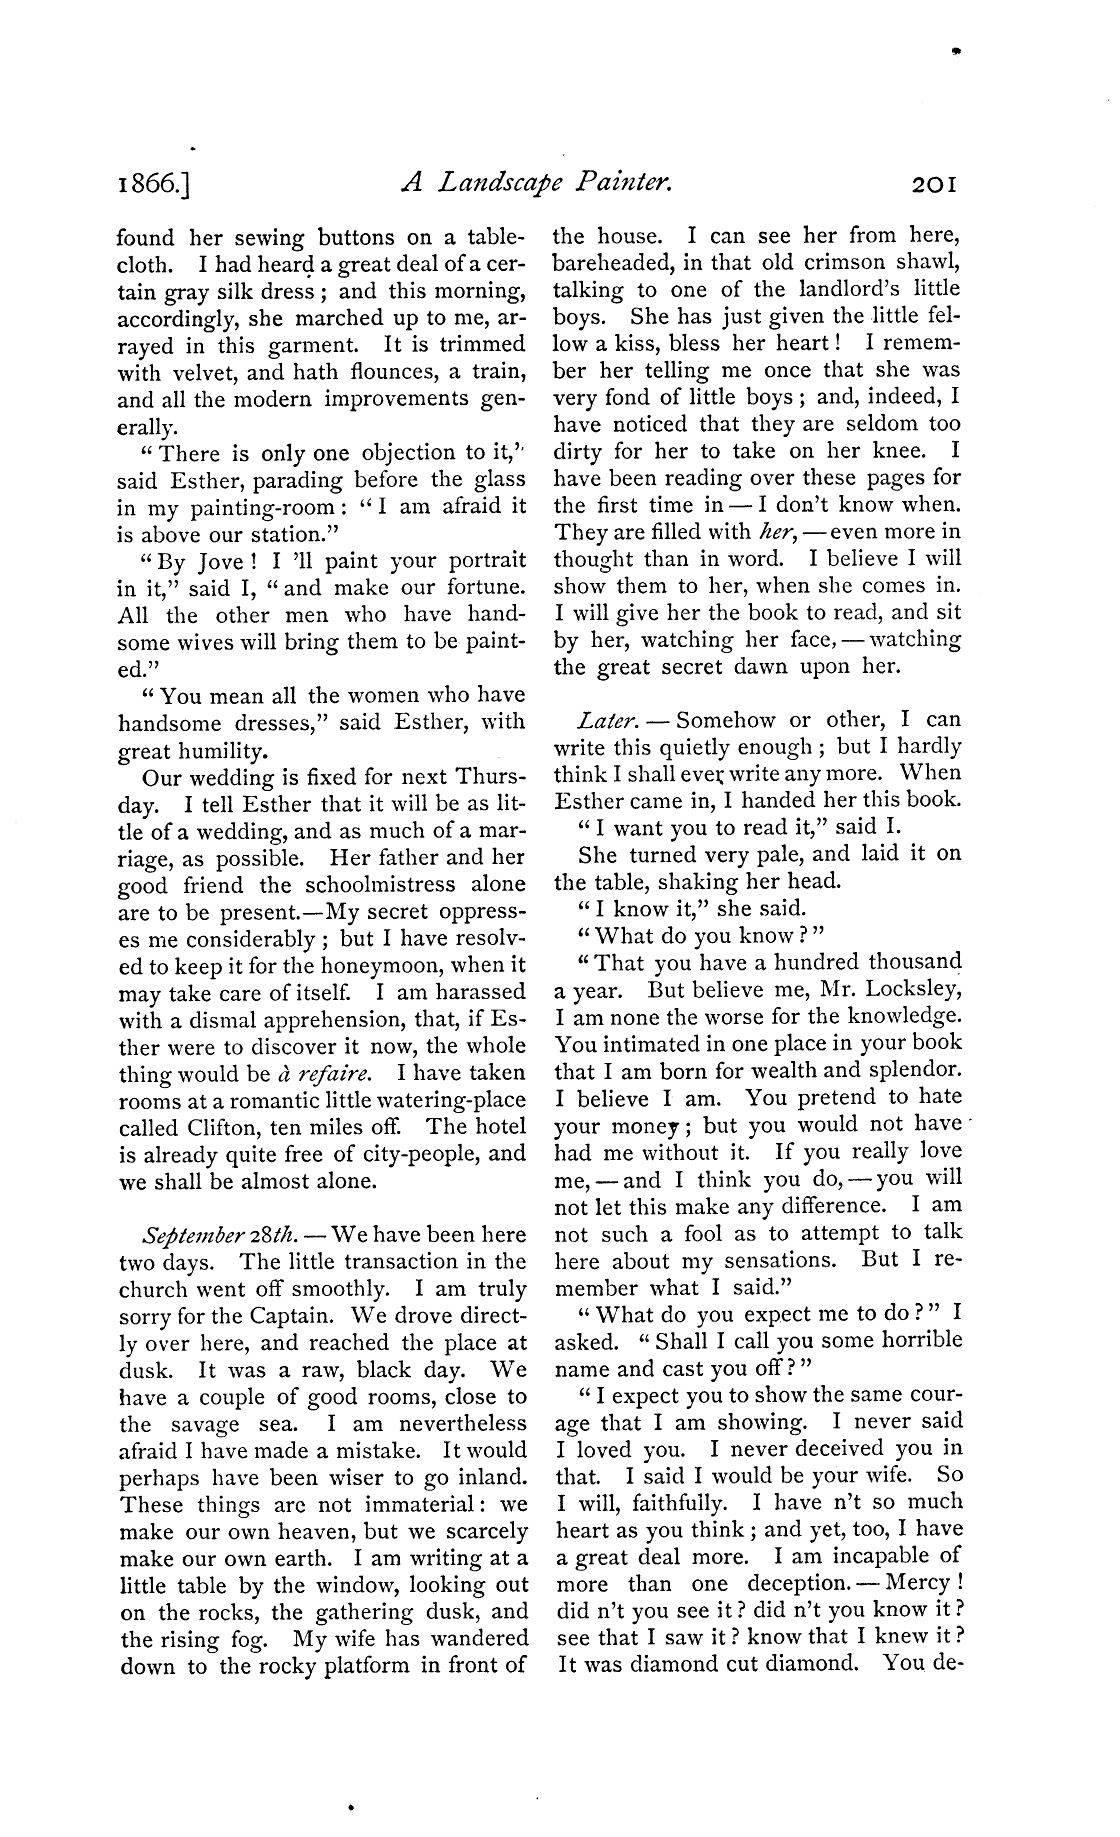 1866.] A Landscape Painter. 201
found her sewing buttons on a table-
cloth. I had heard a great deal of a cer-
tain gray silk dress ; and this morning,
accordingly, she marched up to me, ar-
rayed in this garment. It is trimmed
with velvet, and hath flounces, a train,
and all the modern improvements gen-
erally.
“ There is only one objection to it,”
said Esther, parading before the glass
in my painting-room : “ I am afraid it
is above our station.”
“ By Jove ! I ’ll paint your portrait
in it,” said I, “ and make our fortune.
All the other men who have hand-
some wives will bring them to be paint-
ed.”
“ You mean all the women who have
handsome dresses,” said Esther, with
great humility.
Our wedding is fixed for next Thurs-
day. I tell Esther that it will be as lit-
tle of a wedding, and as much of a mar-
riage, as possible. Her father and her
good friend the schoolmistress alone
are to be present.—My secret oppress-
es me considerably ; but I have resolv-
ed to keep it for the honeymoon, when it
may take care of itself. I am harassed
with a dismal apprehension, that, if Es-
ther were to discover it now, the whole
thing would be à refaire. I have taken
rooms at a romantic little watering-place
called Clifton, ten miles off. The hotel
is already quite free of city-people, and
we shall be almost alone.
September 28th. — We have been here
two days. The little transaction in the
church went off smoothly. I am truly
sorry for the Captain. We drove direct-
ly over here, and reached the place at
dusk. It was a raw, black day. We
have a couple of good rooms, close to
the savage sea. I am nevertheless
afraid I have made a mistake. It would
perhaps have been wiser to go inland.
These things are not immaterial : we
make our own heaven, but we scarcely
make our own earth. I am writing at a
little table by the window, looking out
on the rocks, the gathering dusk, and
the rising fog. My wife has wandered
down to the rocky platform in front of
the house. I can see her from here,
bareheaded, in that old crimson shawl,
talking to one of the landlord's little
boys. She has just given the little fel-
low a kiss, bless her heart ! I remem-
ber her telling me once that she was
very fond of little boys ; and, indeed, I
have noticed that they are seldom too
dirty for her to take on her knee. I
have been reading over these pages for
the first time in — I don't know when.
They are filled with her, — even more in
thought than in word. I believe I will
show them to her, when she comes in.
I will give her the book to read, and sit
by her, watching her face, — watching
the great secret dawn upon her.
Later. — Somehow or other, I can
write this quietly enough ; but I hardly
think I shall ever write any more. When
Esther came in, I handed her this book.
“ I want you to read it,” said I.
She turned very pale, and laid it on
the table, shaking her head.
“ I know it,” she said.
“ What do you know ? ”
“ That you have a hundred thousand
a year. But believe me, Mr. Locksley,
I am none the worse for the knowledge.
You intimated in one place in your book
that I am born for wealth and splendor.
I believe I am. You pretend to hate
your money ; but you would not have
had me without it. If you really love
me, — and I think you do, — you will
not let this make any difference. I am
not such a fool as to attempt to talk
here about my sensations. But I re-
member what I said.”
“ What do you expect me to do ? ” I
asked. “ Shall I call you some horrible
name and cast you off ? ”
“ I expect you to show the same cour-
age that I am showing. I never said
I loved you. I never deceived you in
that. I said I would be your wife. So
I will, faithfully. I have n't so much
heart as you think ; and yet, too, I have
a great deal more. I am incapable of
more than one deception. — Mercy !
did n't you see it ? did n't you know it ?
see that I saw it ? know that I knew it ?
It was diamond cut diamond. You de-